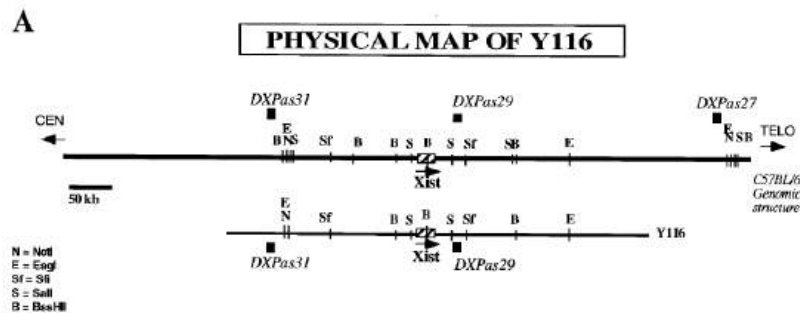 A
PHYSICAL MAP OF Y116
DXPas31 DXPas29 DXPas27
CEN TELO
E E
B N S Sf B B S B S Sf SB E N S B
Xist
50 kb
C57BL/6
Genomic
structure
E
N Sf B S B S Sf B E
Y116
Xist
DXPas31 DXPas29
N = NotI
E = EagI
Sf = Sfi
S = SalI
B = BssHII